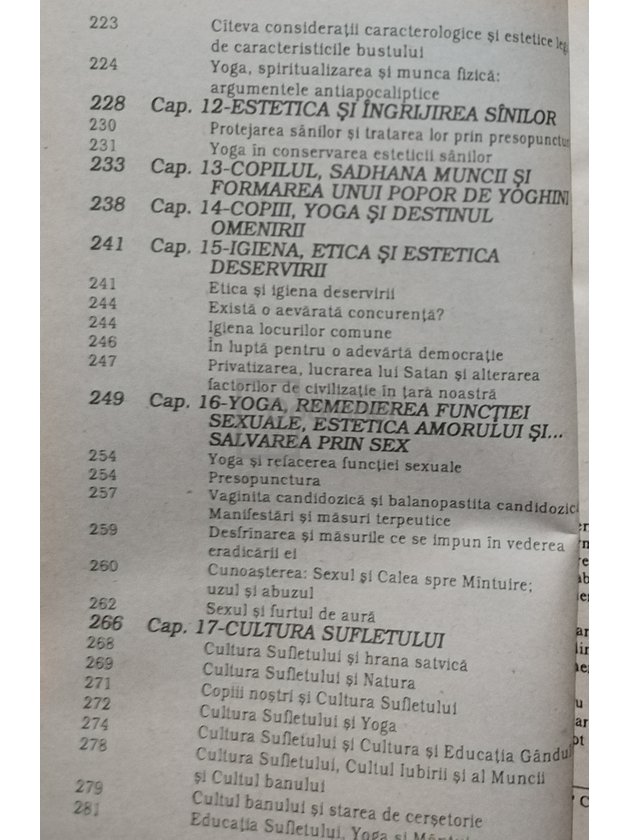 223 Cîteva considerații caracterologice și estetice leg
de caracteristicile bustului
224 Yoga, spiritualizarea și munca fizică:
argumentele antiapocaliptice
228 Cap. 12-ESTETICA ȘI ÎNGRIJIREA SÎNILOR
230 Protejarea sânilor și tratarea lor prin presopunctur
231 Yoga în conservarea esteticii sânilor
233 Cap. 13-COPILUL, SADHANA MUNCII ȘI
FORMAREA UNUI POPOR DE YOGHINI
238 Cap. 14-COPIII, YOGA ȘI DESTINUL
OMENIRII
241 Cap. 15-IGIENA, ETICA ȘI ESTETICA
DESERVIRII
241 Etica și igiena deservirii
244 Există o aevărată concurență?
244 Igiena locurilor comune
246 În luptă pentru o adevărtă democrație
247 Privatizarea, lucrarea lui Satan și alterarea
factorilor de civilizație în țara noastră
249 Cap. 16-YOGA, REMEDIEREA FUNCȚIEI
SEXUALE, ESTETICA AMORULUI ȘI...
SALVAREA PRIN SEX
254 Yoga și refacerea funcției sexuale
254 Presopunctura
257 Vaginita candidozică și balanopastita candidozic
Manifestări și măsuri terpeutice
259 Desfrînarea și măsurile ce se impun în vederea
eradicării ei
260 Cunoașterea: Sexul și Calea spre Mîntuire;
uzul și abuzul
262 Sexul și furtul de aură
266 Cap. 17-CULTURA SUFLETULUI
268 Cultura Sufletului și hrana satvică
269 Cultura Sufletului și Natura
271 Copiii noștri și Cultura Sufletului
272 Cultura Sufletului și Yoga
274 Cultura Sufletului și Cultura și Educația Gândul
278 Cultura Sufletului, Cultul Iubirii și al Muncii
și Cultul banului
279 Cultul banului și starea de cerșetorie
281 Educația Sufletului, Yoga și